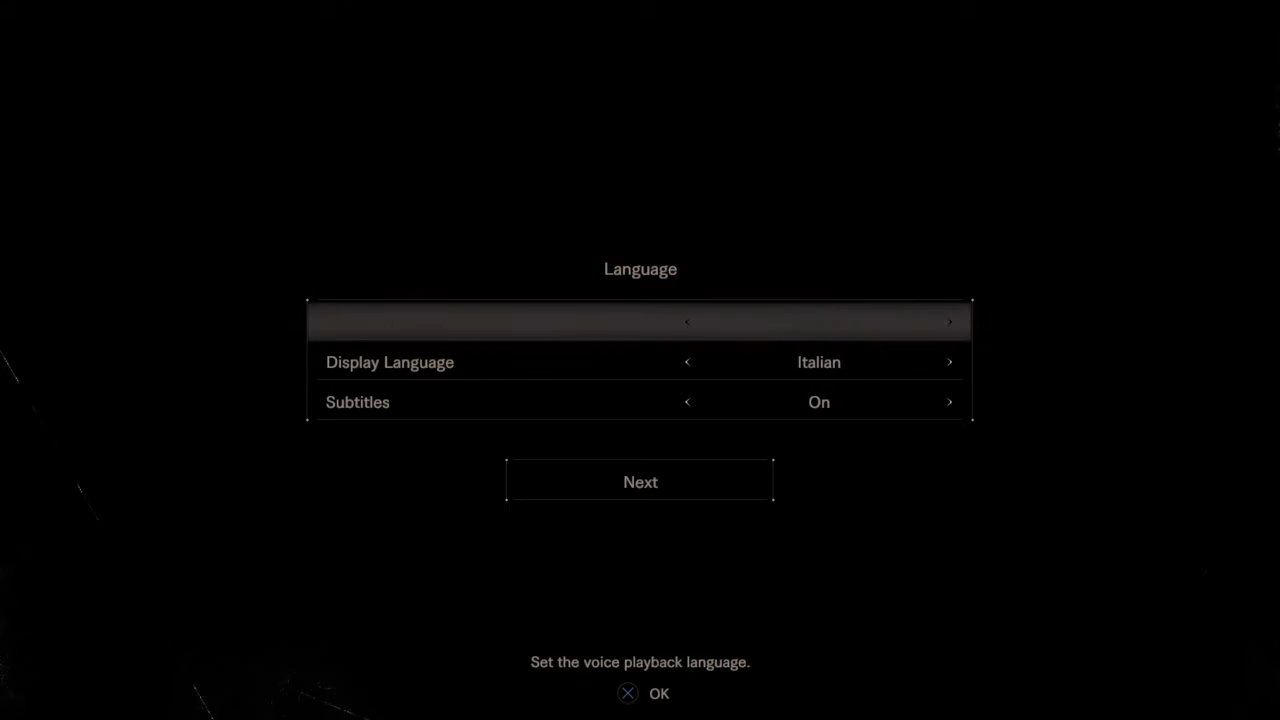 Language
Display Language < Italian >
Subtitles < On >
Next
Set the voice playback language.
OK